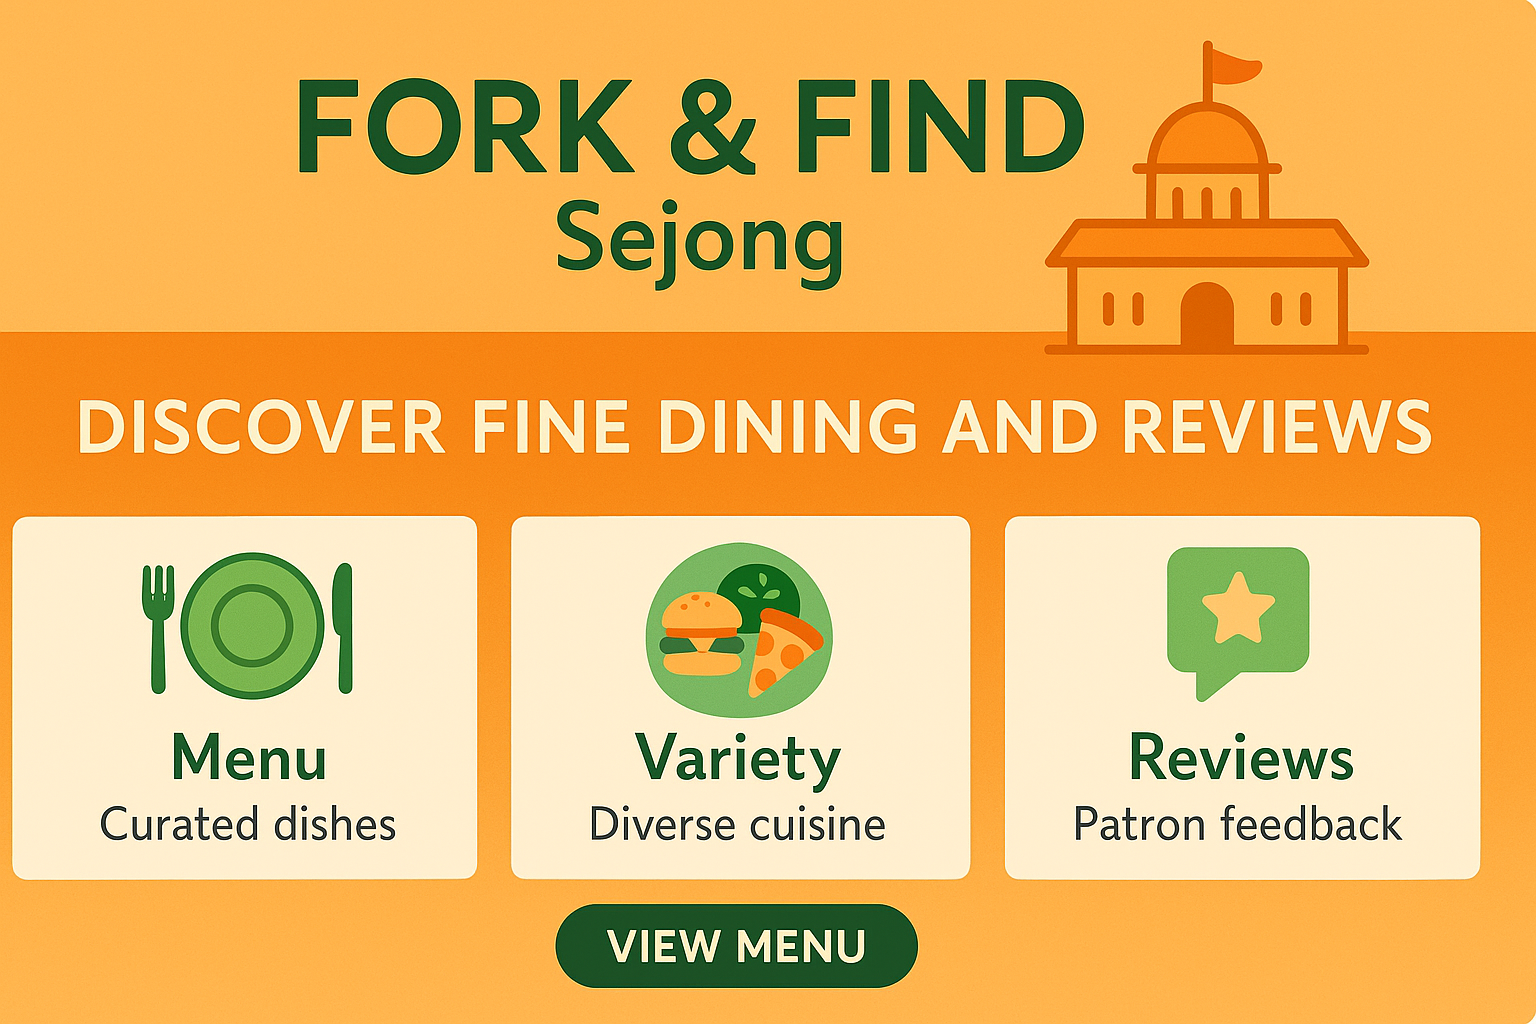 FORK & FIND
Sejong
DISCOVER FINE DINING AND REVIEWS
Menu
Curated dishes
Variety
Diverse cuisine
Reviews
Patron feedback
VIEW MENU